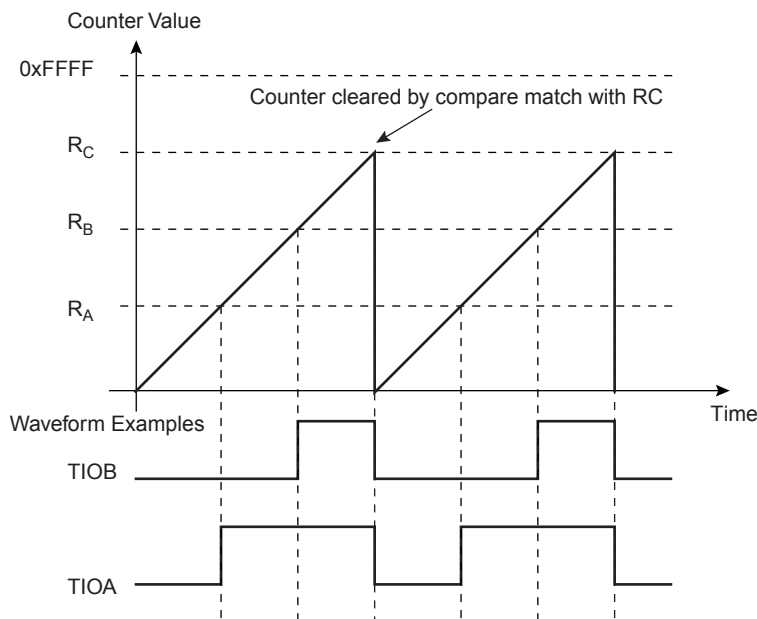 Counter Value
0xFFFF
Counter cleared by compare match with RC
RC
RB
RA
Time
Waveform Examples
TIOB
TIOA